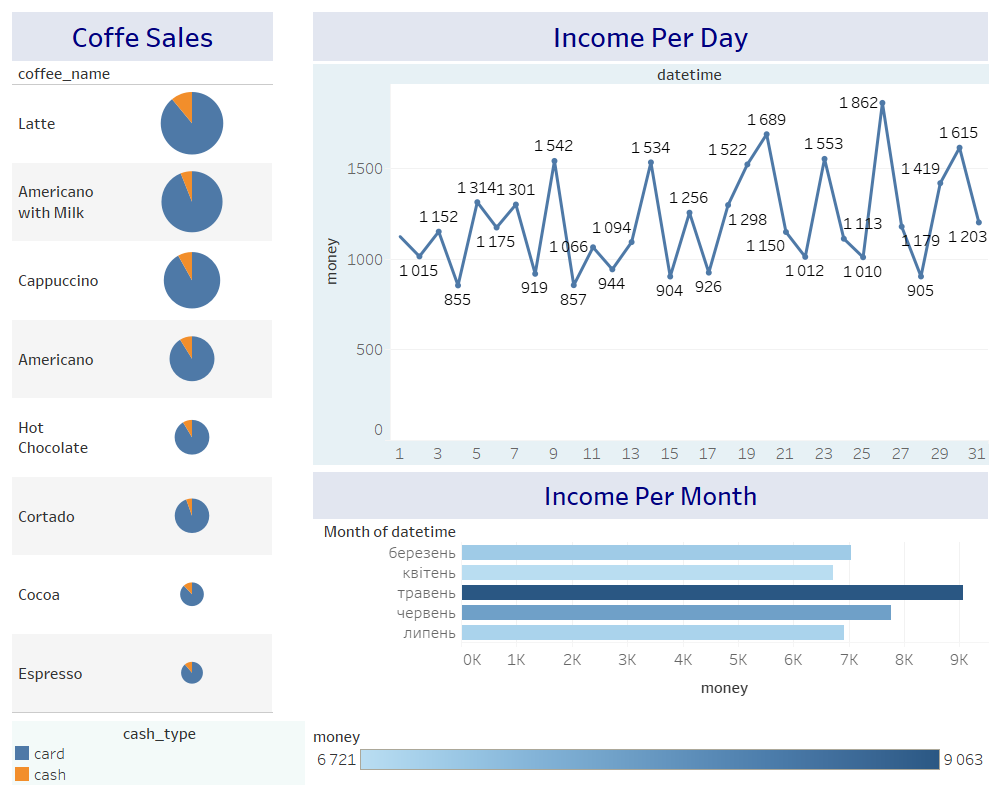 Coffe Sales
coffee_name
Latte
Americano
with Milk
Cappuccino
Americano
Hot
Chocolate
Cortado
Cocoa
Espresso
cash_type
card
cash
Income Per Day
datetime
money
1500
1000
500
0
1 015
1 152
855
1 314
1 175
1 301
919
1 542
857
1 066
944
1 094
1 534
904
1 256
926
1 298
1 522
1 689
1 150
1 012
1 553
1 113
1 010
1 862
1 179
905
1 419
1 615
1 203
1 3 5 7 9 11 13 15 17 19 21 23 25 27 29 31
Income Per Month
Month of datetime
березень
квітень
травень
червень
липень
0K 1K 2K 3K 4K 5K 6K 7K 8K 9K
money
money
6 721 9 063